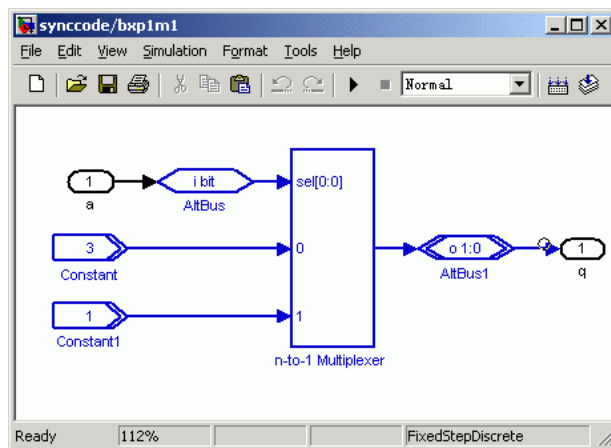 synccode/bxp1m1
File Edit View Simulation Format Tools Help
Normal
1
a
i bit
AltBus
sel[0:0]
3
Constant
0
o 1:0
AltBus1
1
q
1
Constant1
1
n-to-1 Multiplexer
Ready 112% FixedStepDiscrete